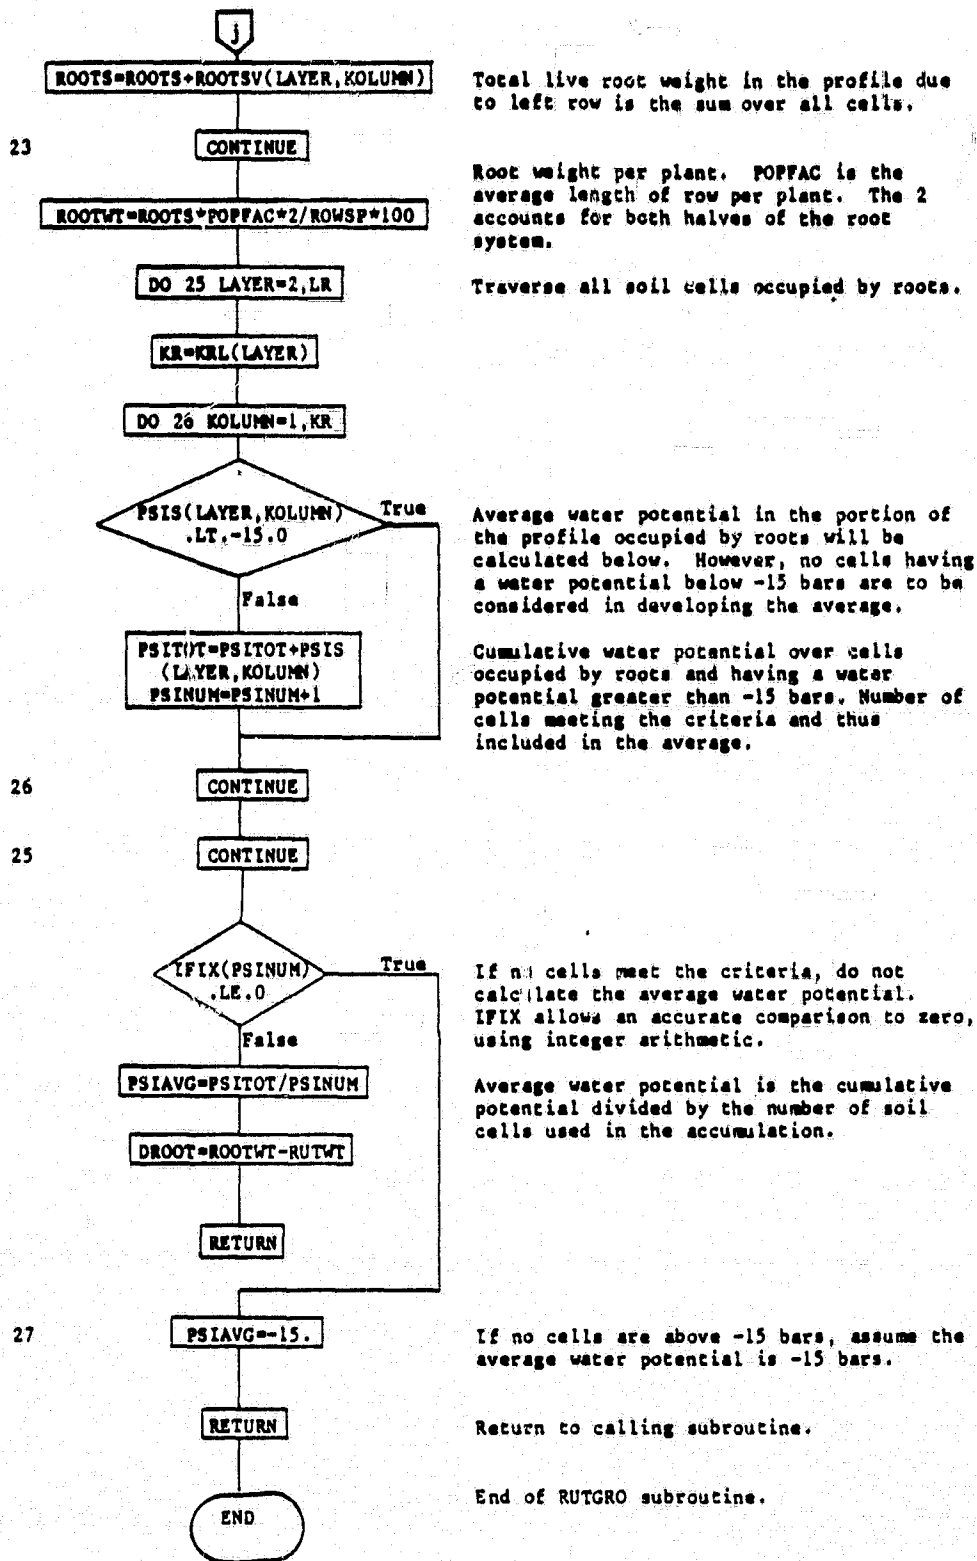 j
ROOTS=ROOTS+ROOTSV(LAYER,KOLUMN)
Total live root weight in the profile due
to left row is the sum over all cells.
23
CONTINUE
Root weight per plant. POPFAC is the
average length of row per plant. The 2
accounts for both halves of the root
system.
ROOTWT=ROOTS*POPFAC*2/ROWSP*100
DO 25 LAYER=2,LR
Traverse all soil cells occupied by roots.
KR=KRL(LAYER)
DO 26 KOLUMN=1,KR
PSIS(LAYER,KOLUMN)
.LT.-15.0
True
False
Average water potential in the portion of
the profile occupied by roots will be
calculated below. However, no cells having
a water potential below -15 bars are to be
considered in developing the average.
PSITOT=PSITOT+PSIS
(LAYER,KOLUMN)
PSINUM=PSINUM+1
Cumulative water potential over cells
occupied by roots and having a water
potential greater than -15 bars. Number of
cells meeting the criteria and thus
included in the average.
26
CONTINUE
25
CONTINUE
IFIX(PSINUM)
.LE.0
True
False
If no cells meet the criteria, do not
calculate the average water potential.
IFIX allows an accurate comparison to zero,
using integer arithmetic.
PSIAVG=PSITOT/PSINUM
Average water potential is the cumulative
potential divided by the number of soil
cells used in the accumulation.
DROOT=ROOTWT-RUTWT
RETURN
27
PSIAVG=-15.
If no cells are above -15 bars, assume the
average water potential is -15 bars.
RETURN
Return to calling subroutine.
END
End of RUTGRO subroutine.